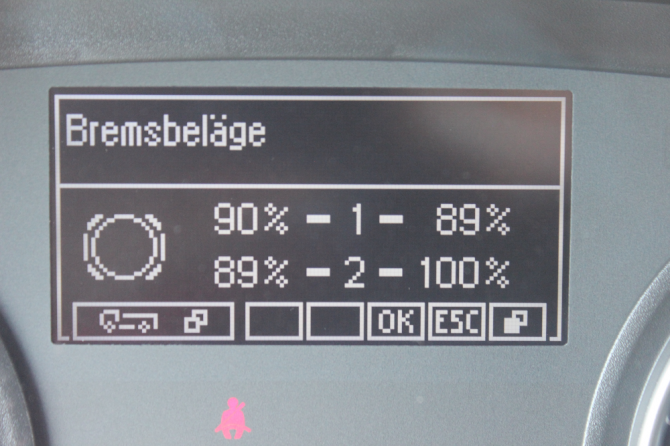 Bremsbeläge
90% - 1 - 89%
89% - 2 - 100%
OK ESC